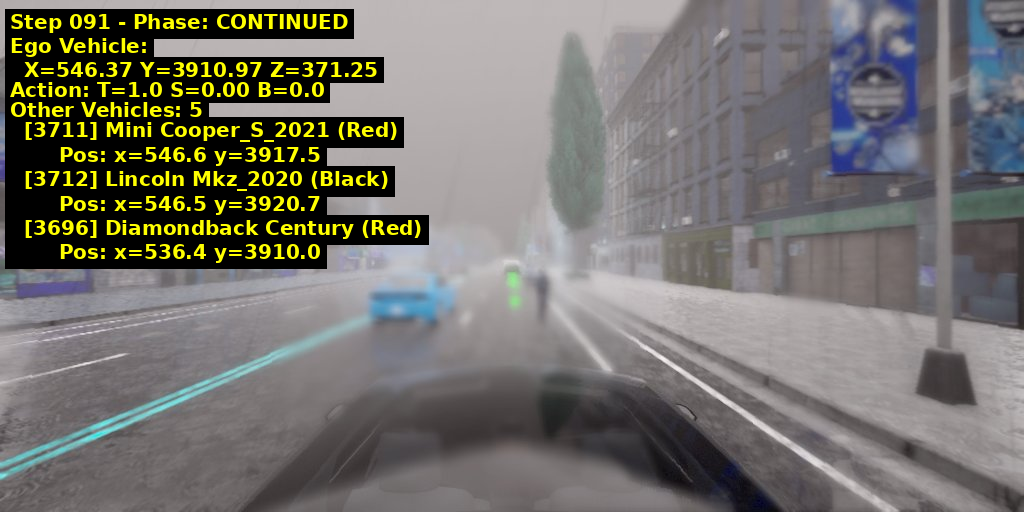 Step 091 - Phase: CONTINUED
Ego Vehicle:
X=546.37 Y=3910.97 Z=371.25
Action: T=1.0 S=0.00 B=0.0
Other Vehicles: 5
[3711] Mini Cooper_S_2021 (Red)
Pos: x=546.6 y=3917.5
[3712] Lincoln Mkz_2020 (Black)
Pos: x=546.5 y=3920.7
[3696] Diamondback Century (Red)
Pos: x=536.4 y=3910.0